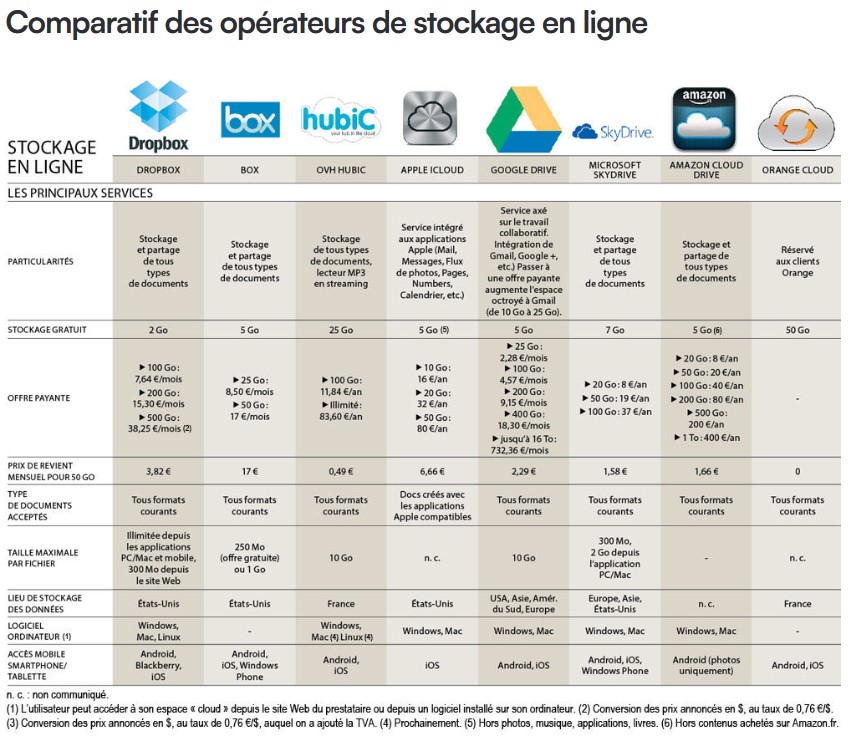 Comparatif des opérateurs de stockage en ligne
STOCKAGE
EN LIGNE
Dropbox
box
hubiC
your hub in the cloud
SkyDrive
amazon
DROPBOX
BOX
OVH HUBIC
APPLE ICLOUD
GOOGLE DRIVE
MICROSOFT
SKYDRIVE
AMAZON CLOUD
DRIVE
ORANGE CLOUD
LES PRINCIPAUX SERVICES
PARTICULARITÉS
Stockage
et partage
de tous
types
de documents
Stockage
et partage
de tous types
de documents
Stockage
de tous types
de documents,
lecteur MP3
en streaming
Service intégré
aux applications
Apple (Mail,
Messages, Flux
de photos, Pages,
Numbers,
Calendrier, etc.)
Service axé
sur le travail
collaboratif.
Intégration de
Gmail, Google +,
etc.) Passer à
une offre payante
augmente l'espace
octroyé à Gmail
(de 10 Go à 25 Go).
Stockage
et partage
de tous types
de documents
Stockage et
partage de
tous types
de documents
Réservé
aux clients
Orange
STOCKAGE GRATUIT
2 Go
5 Go
25 Go
5 Go (5)
5 Go
7 Go
5 Go (6)
50 Go
OFFRE PAYANTE
► 100 Go :
7,64 €/mois
► 200 Go :
15,30 €/mois
► 500 Go :
38,25 €/mois (2)
► 25 Go :
8,50 €/mois
► 50 Go :
17 €/mois
► 100 Go :
11,84 €/an
► Illimité :
83,60 €/an
► 10 Go :
16 €/an
► 20 Go :
32 €/an
► 50 Go :
80 €/an
► 25 Go :
2,28 €/mois
► 100 Go :
4,57 €/mois
► 200 Go :
9,15 €/mois
► 400 Go :
18,30 €/mois
► jusqu'à 16 To :
732,36 €/mois
► 20 Go : 8 €/an
► 50 Go : 19 €/an
► 100 Go : 37 €/an
► 20 Go : 8 €/an
► 50 Go : 20 €/an
► 100 Go : 40 €/an
► 200 Go : 80 €/an
► 500 Go :
200 €/an
► 1 To : 400 €/an
-
PRIX DE REVIENT
MENSUEL POUR 50 GO
3,82 €
17 €
0,49 €
6,66 €
2,29 €
1,58 €
1,66 €
0
TYPE
DE DOCUMENTS
ACCEPTÉS
Tous formats
courants
Tous formats
courants
Tous formats
courants
Docs créés avec
les applications
Apple compatibles
Tous formats
courants
Tous formats
courants
Tous formats
courants
Tous formats
courants
TAILLE MAXIMALE
PAR FICHIER
Illimitée depuis
les applications
PC/Mac et mobile,
300 Mo depuis
le site Web
250 Mo
(offre gratuite)
ou 1 Go
10 Go
n. c.
10 Go
300 Mo,
2 Go depuis
l'application
PC/Mac
-
n. c.
LIEU DE STOCKAGE
DES DONNÉES
États-Unis
États-Unis
France
États-Unis
USA, Asie, Amér.
du Sud, Europe
Europe, Asie,
États-Unis
n. c.
France
LOGICIEL
ORDINATEUR (1)
Windows,
Mac, Linux
-
Windows,
Mac (4) Linux (4)
Windows, Mac
Windows, Mac
Windows, Mac
Windows, Mac
-
ACCÈS MOBILE
SMARTPHONE/
TABLETTE
Android,
Blackberry,
iOS
Android,
iOS, Windows
Phone
Android,
iOS
iOS
Android, iOS
Android, iOS,
Windows Phone
Android (photos
uniquement)
Android, iOS
n. c. : non communiqué.
(1) L'utilisateur peut accéder à son espace « cloud » depuis le site Web du prestataire ou depuis un logiciel installé sur son ordinateur. (2) Conversion des prix annoncés en $, au taux de 0,76 €/$.
(3) Conversion des prix annoncés en $, au taux de 0,76 €/$, auquel on a ajouté la TVA. (4) Prochainement. (5) Hors photos, musique, applications, livres. (6) Hors contenus achetés sur Amazon.fr.